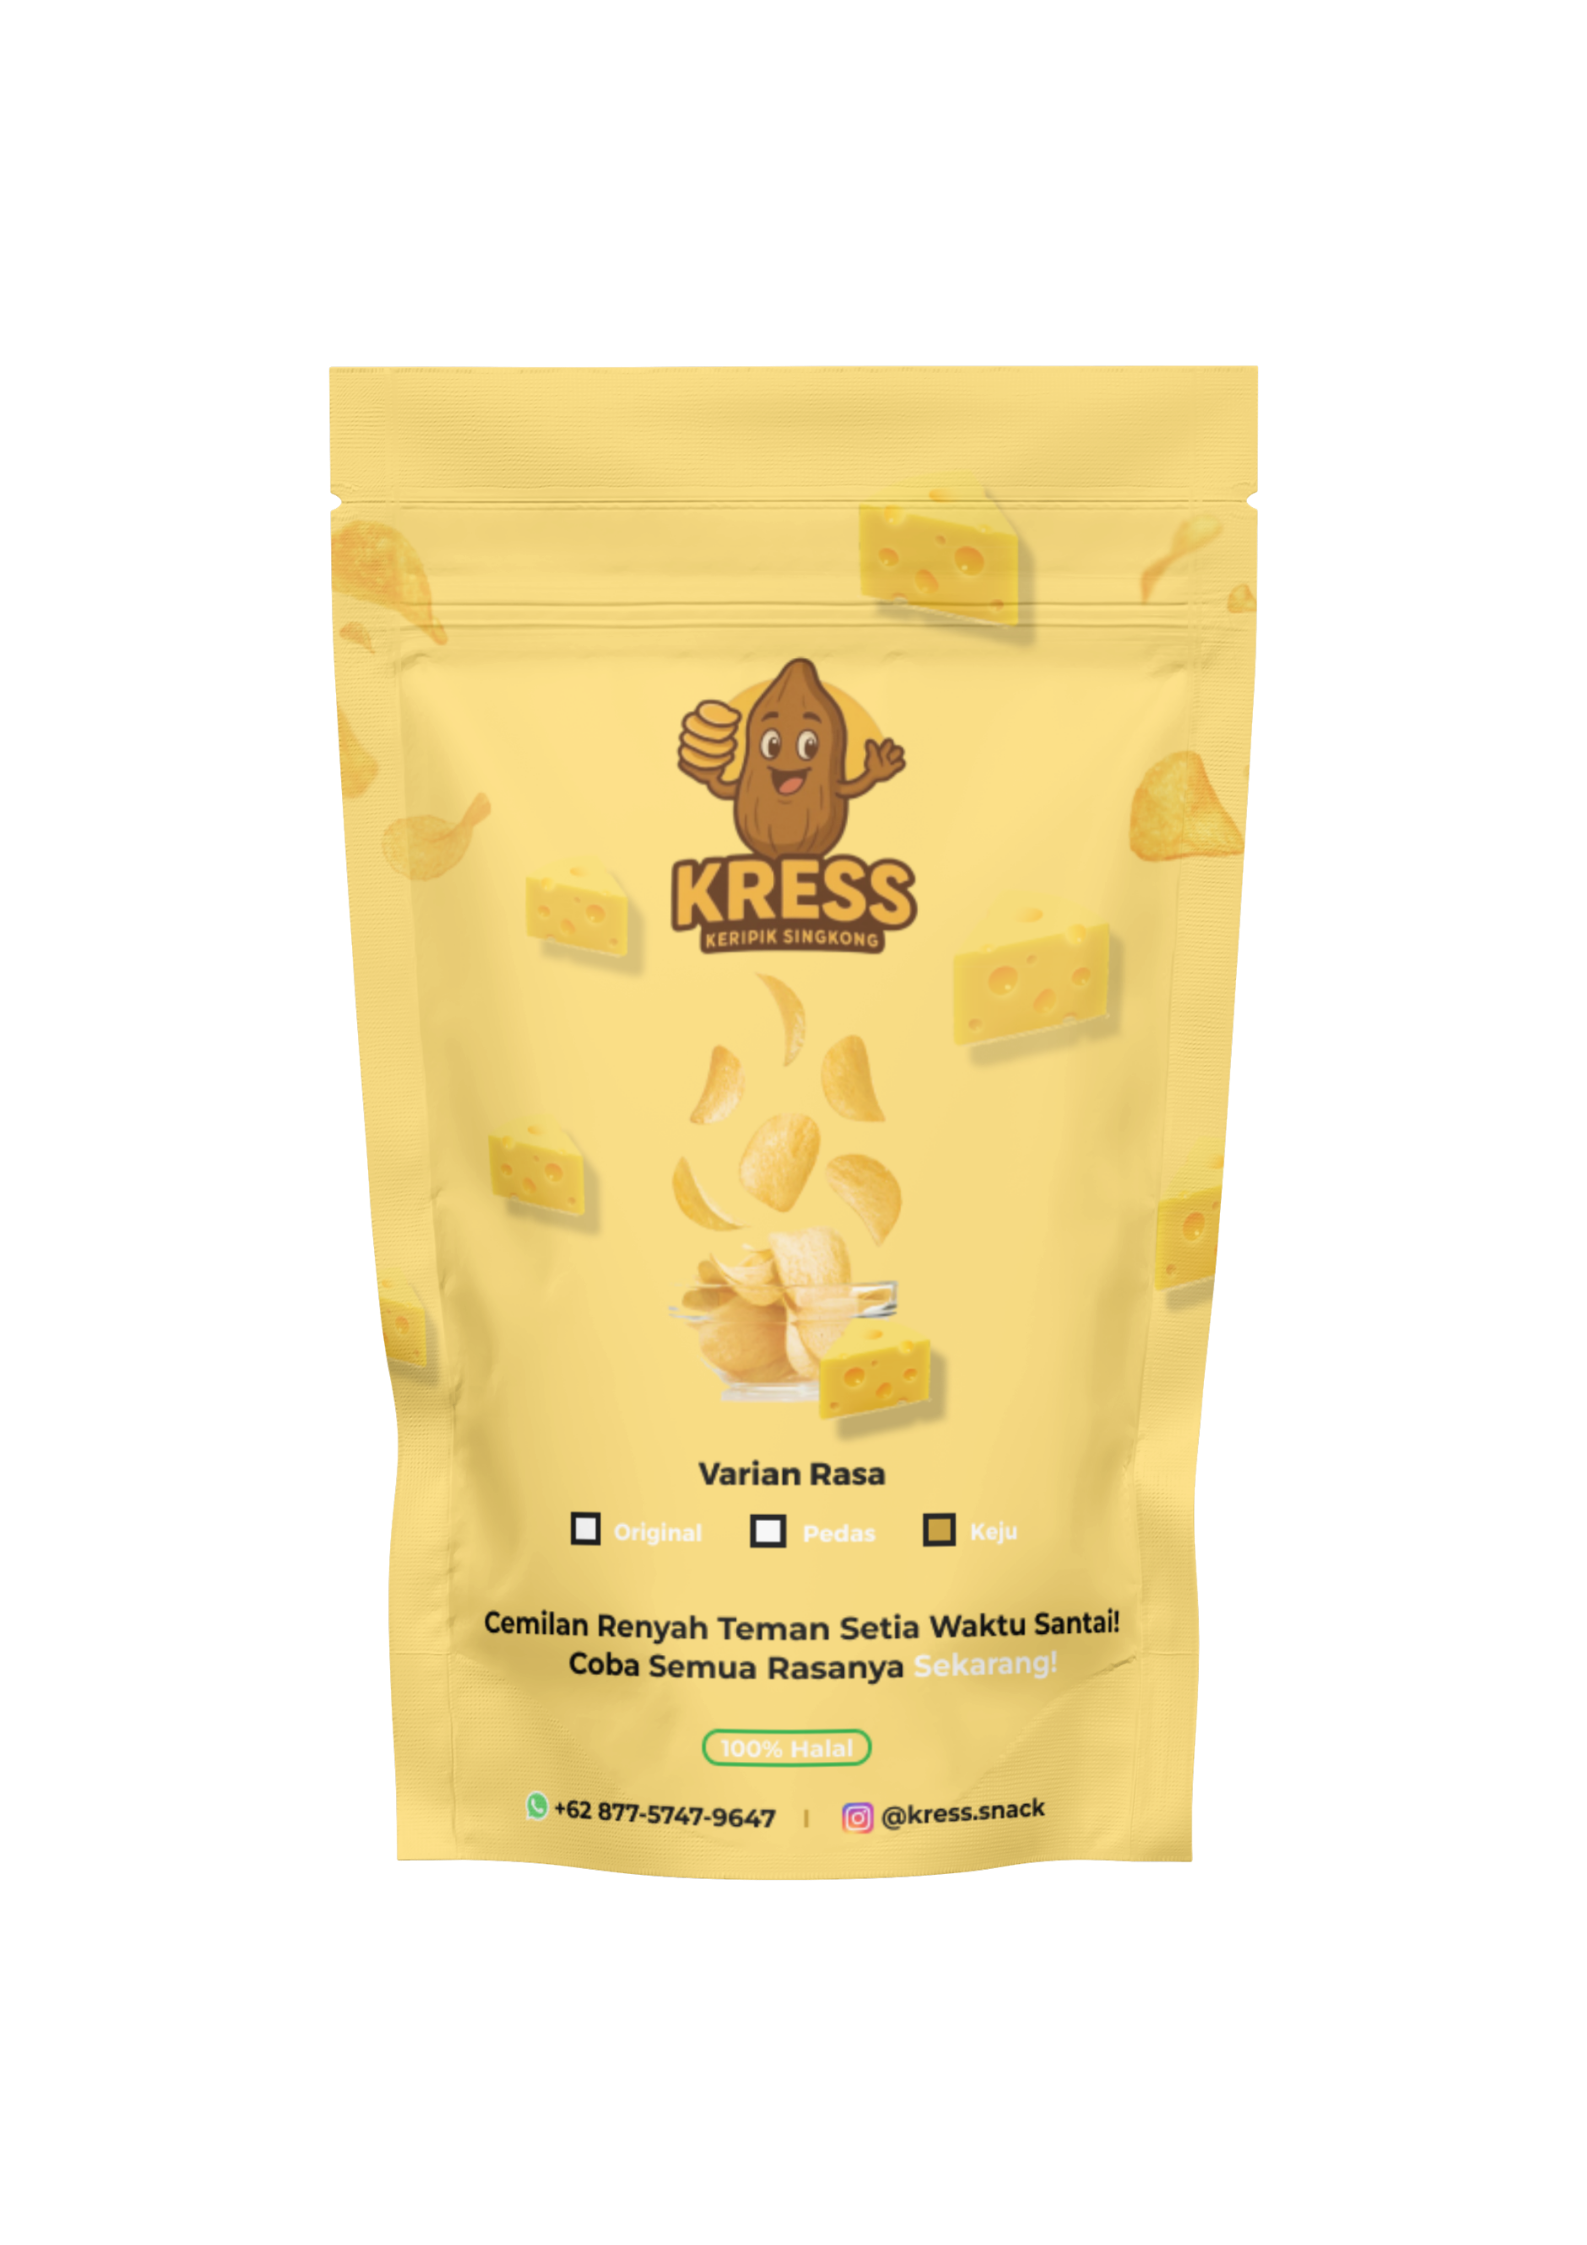 KRESS
KERIPIK SINGKONG
Varian Rasa
Original Pedas Keju
Cemilan Renyah Teman Setia Waktu Santai!
Coba Semua Rasanya Sekarang!
100% Halal
+62 877-5747-9647 | @kress.snack